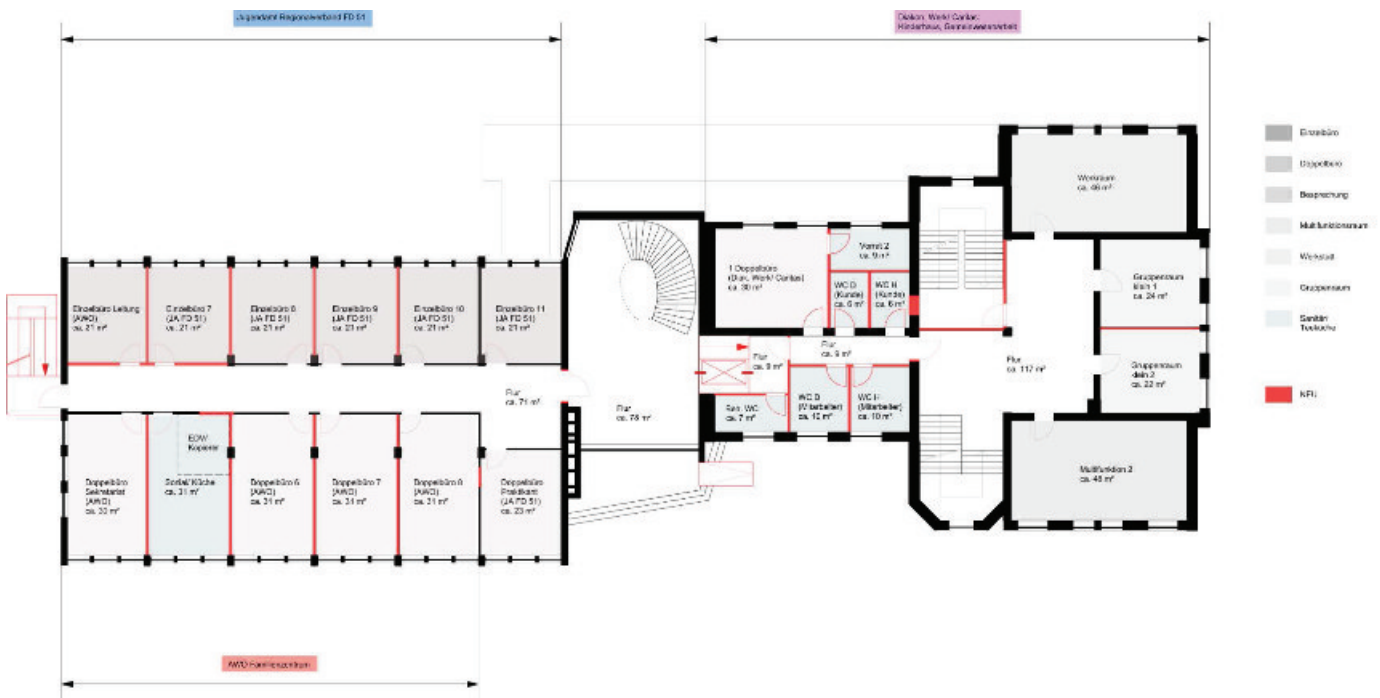 Jugendamt Regionalverband FD 51
Diakon. Werk/ Caritas:
Kinderhaus, Gemeinwesenarbeit
Einzelbüro
Doppelbüro
Besprechung
Multifunktionsraum
Werkstatt
Gruppenraum
Sanitär/
Teeküche
NEU
Werkraum
ca. 46 m²
1 Doppelbüro
(Diak. Werk/ Caritas)
ca. 30 m²
Vorrat 2
ca. 9 m²
WC D
(Kunde)
ca. 6 m²
WC H
(Kunde)
ca. 6 m²
Gruppenraum
klein 1
ca. 24 m²
Einzelbüro Leitung
(AWO)
ca. 21 m²
Einzelbüro 7
(JA FD 51)
ca. 21 m²
Einzelbüro 8
(JA FD 51)
ca. 21 m²
Einzelbüro 9
(JA FD 51)
ca. 21 m²
Einzelbüro 10
(JA FD 51)
ca. 21 m²
Einzelbüro 11
(JA FD 51)
ca. 21 m²
Flur
ca. 9 m²
Flur
ca. 9 m²
Flur
ca. 117 m²
Gruppenraum
klein 2
ca. 22 m²
Flur
ca. 71 m²
Flur
ca. 78 m²
Beh. WC
ca. 7 m²
WC D
(Mitarbeiter)
ca. 10 m²
WC H
(Mitarbeiter)
ca. 10 m²
EDV/
Kopierer
Doppelbüro
Sekretariat
(AWO)
ca. 30 m²
Sozial/ Küche
ca. 31 m²
Doppelbüro 6
(AWO)
ca. 31 m²
Doppelbüro 7
(AWO)
ca. 31 m²
Doppelbüro 8
(AWO)
ca. 31 m²
Doppelbüro
Praktikant
(JA FD 51)
ca. 23 m²
Multifunktion 2
ca. 48 m²
AWO Familienzentrum